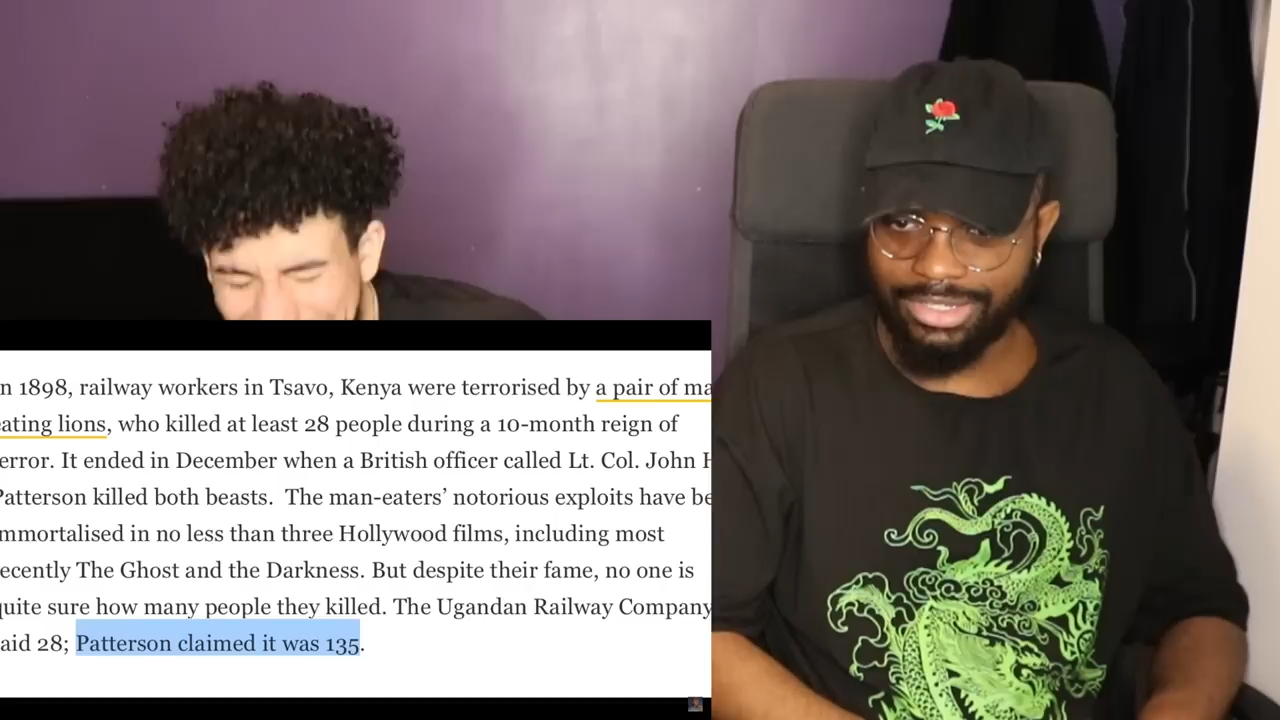 n 1898, railway workers in Tsavo, Kenya were terrorised by a pair of ma
eating lions, who killed at least 28 people during a 10-month reign of
error. It ended in December when a British officer called Lt. Col. John H
Patterson killed both beasts. The man-eaters’ notorious exploits have be
mmortalised in no less than three Hollywood films, including most
ecently The Ghost and the Darkness. But despite their fame, no one is
quite sure how many people they killed. The Ugandan Railway Company
aid 28; Patterson claimed it was 135.